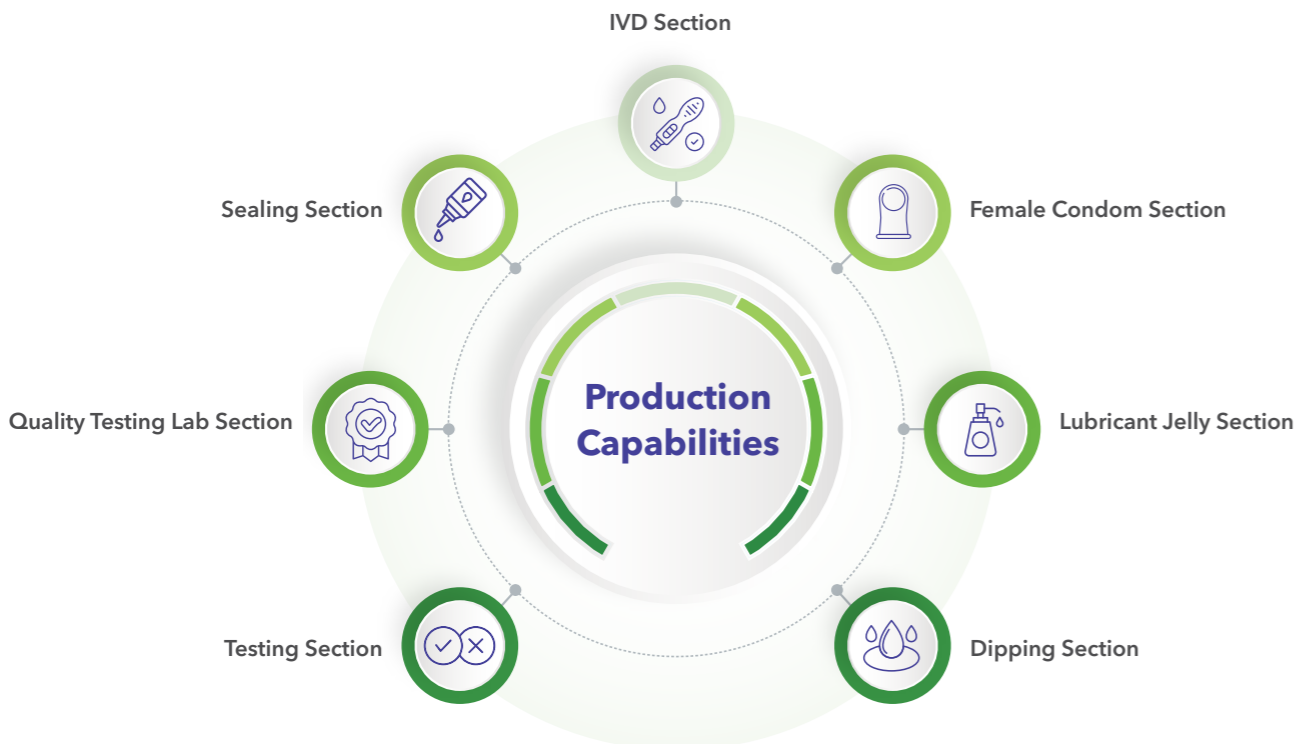 IVD Section
Sealing Section
Female Condom Section
Production
Capabilities
Quality Testing Lab Section
Lubricant Jelly Section
Testing Section
Dipping Section